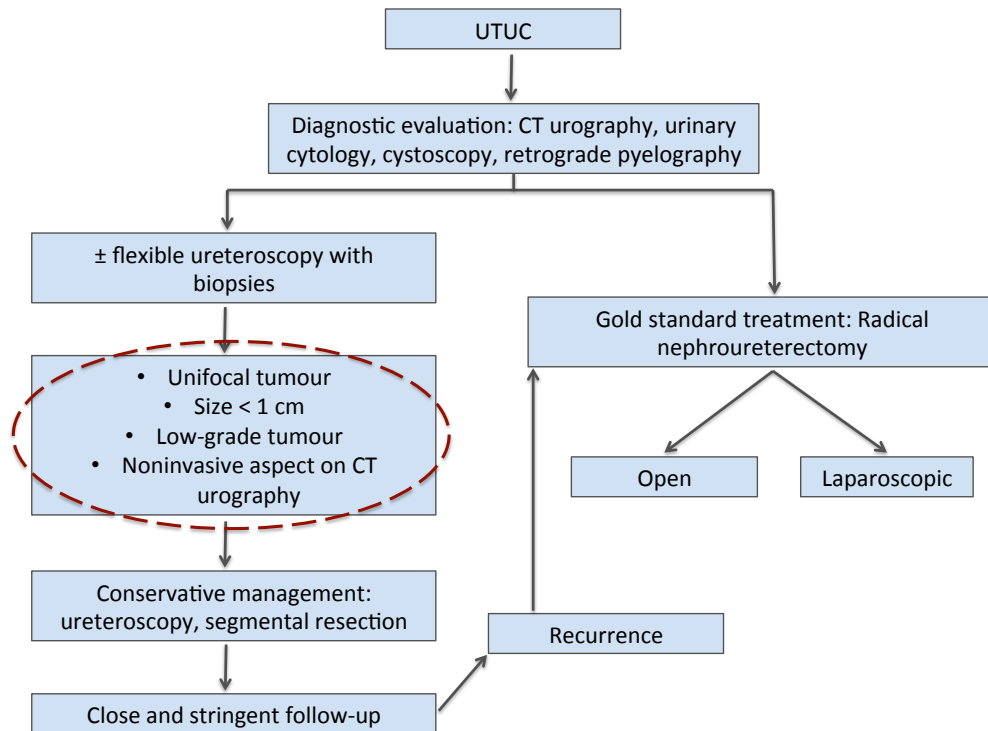 UTUC
Diagnostic evaluation: CT urography, urinary
cytology, cystoscopy, retrograde pyelography
± flexible ureteroscopy with
biopsies
• Unifocal tumour
• Size < 1 cm
• Low-grade tumour
• Noninvasive aspect on CT
urography
Conservative management:
ureteroscopy, segmental resection
Close and stringent follow-up
Recurrence
Gold standard treatment: Radical
nephroureterectomy
Open
Laparoscopic